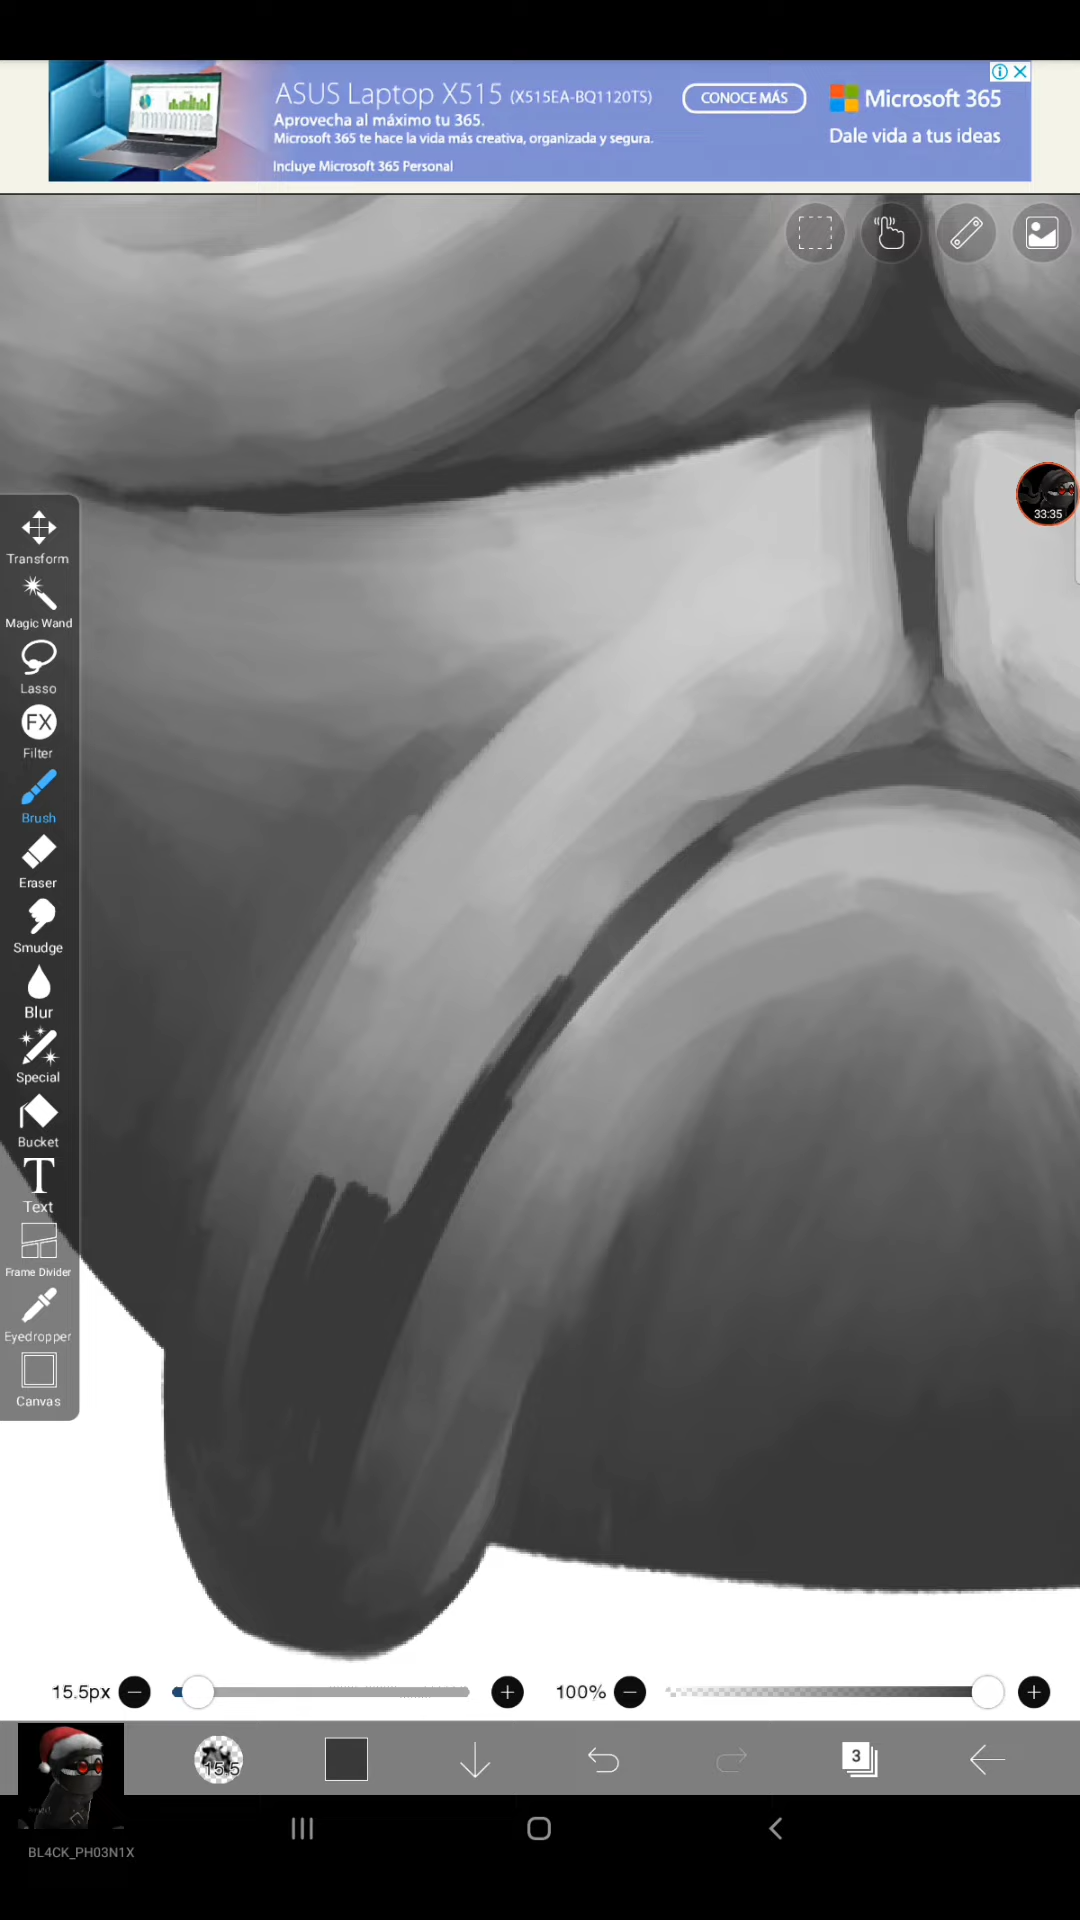 ASUS Laptop X515 (X515EA-BQ1120TS)
Aprovecha al máximo tu 365.
Microsoft 365 te hace la vida más creativa, organizada y segura.
Incluye Microsoft 365 Personal
CONOCE MÁS
Microsoft 365
Dale vida a tus ideas
33:35
Transform
Magic Wand
Lasso
FX
Filter
Brush
Eraser
Smudge
Blur
Special
Bucket
T
Text
Frame Divider
Eyedropper
Canvas
15.5px
100%
15.5
3
BL4CK_PH03N1X